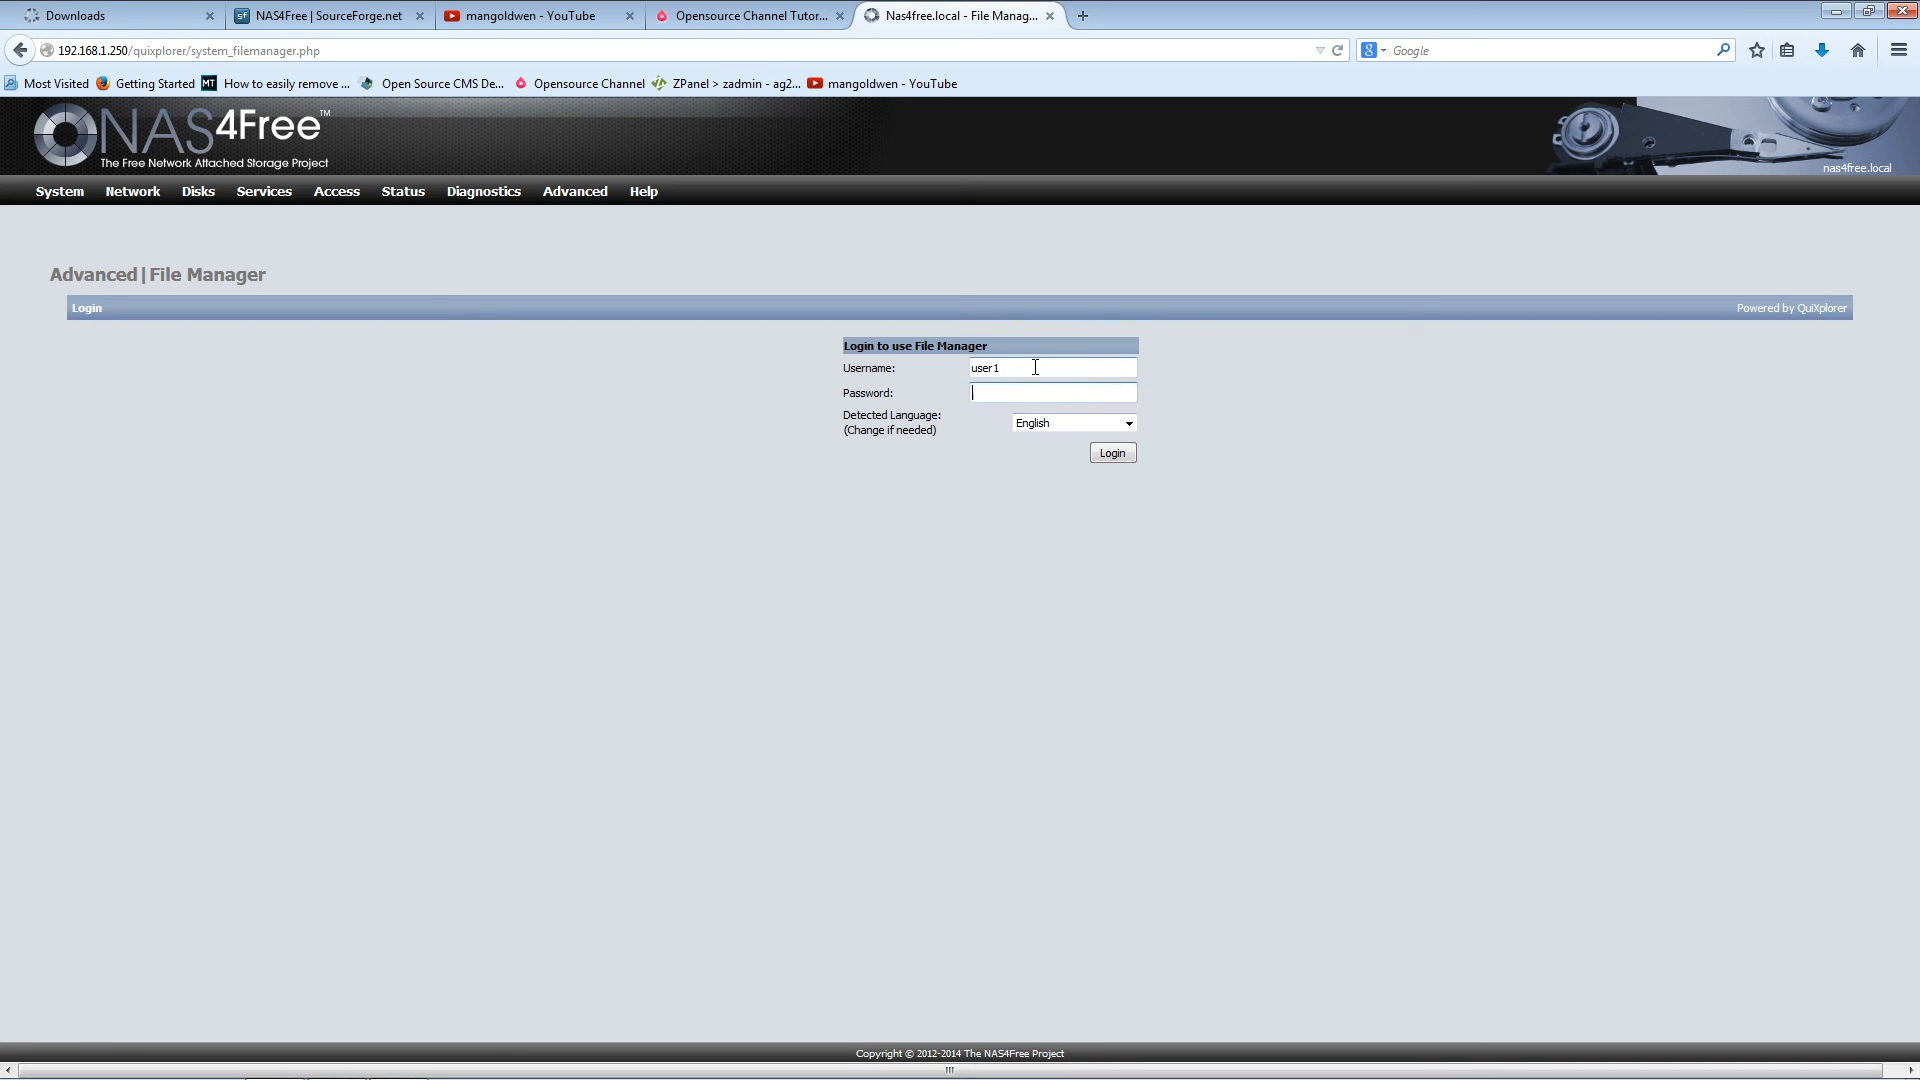 Downloads
NAS4Free | SourceForge.net
mangoldwen - YouTube
Opensource Channel Tutor...
Nas4free.local - File Manag...
192.168.1.250/quixplorer/system_filemanager.php
Google
Most Visited
Getting Started
MT
How to easily remove ...
Open Source CMS De...
Opensource Channel
ZPanel > zadmin - ag2...
mangoldwen - YouTube
NAS4Free™
The Free Network Attached Storage Project
nas4free.local
System Network Disks Services Access Status Diagnostics Advanced Help
Advanced|File Manager
Login
Powered by QuiXplorer
Login to use File Manager
Username: user1
Password:
Detected Language: English
(Change if needed)
Login
Copyright © 2012-2014 The NAS4Free Project